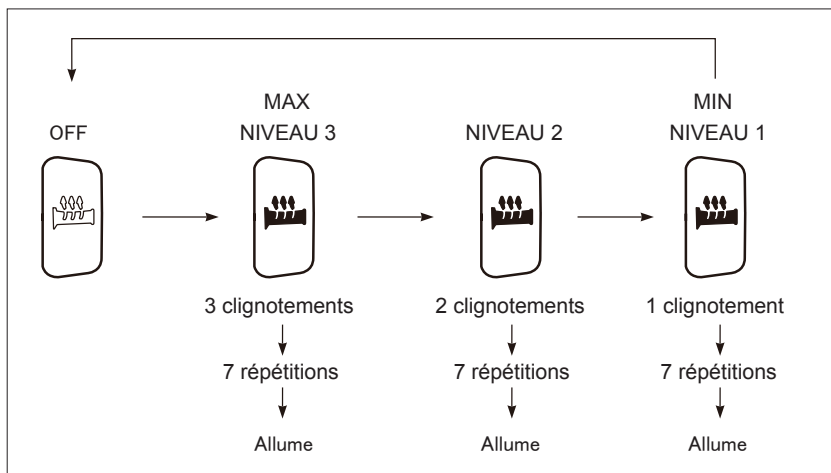 OFF
MAX
NIVEAU 3
NIVEAU 2
MIN
NIVEAU 1
3 clignotements
2 clignotements
1 clignotement
7 répétitions
7 répétitions
7 répétitions
Allume
Allume
Allume